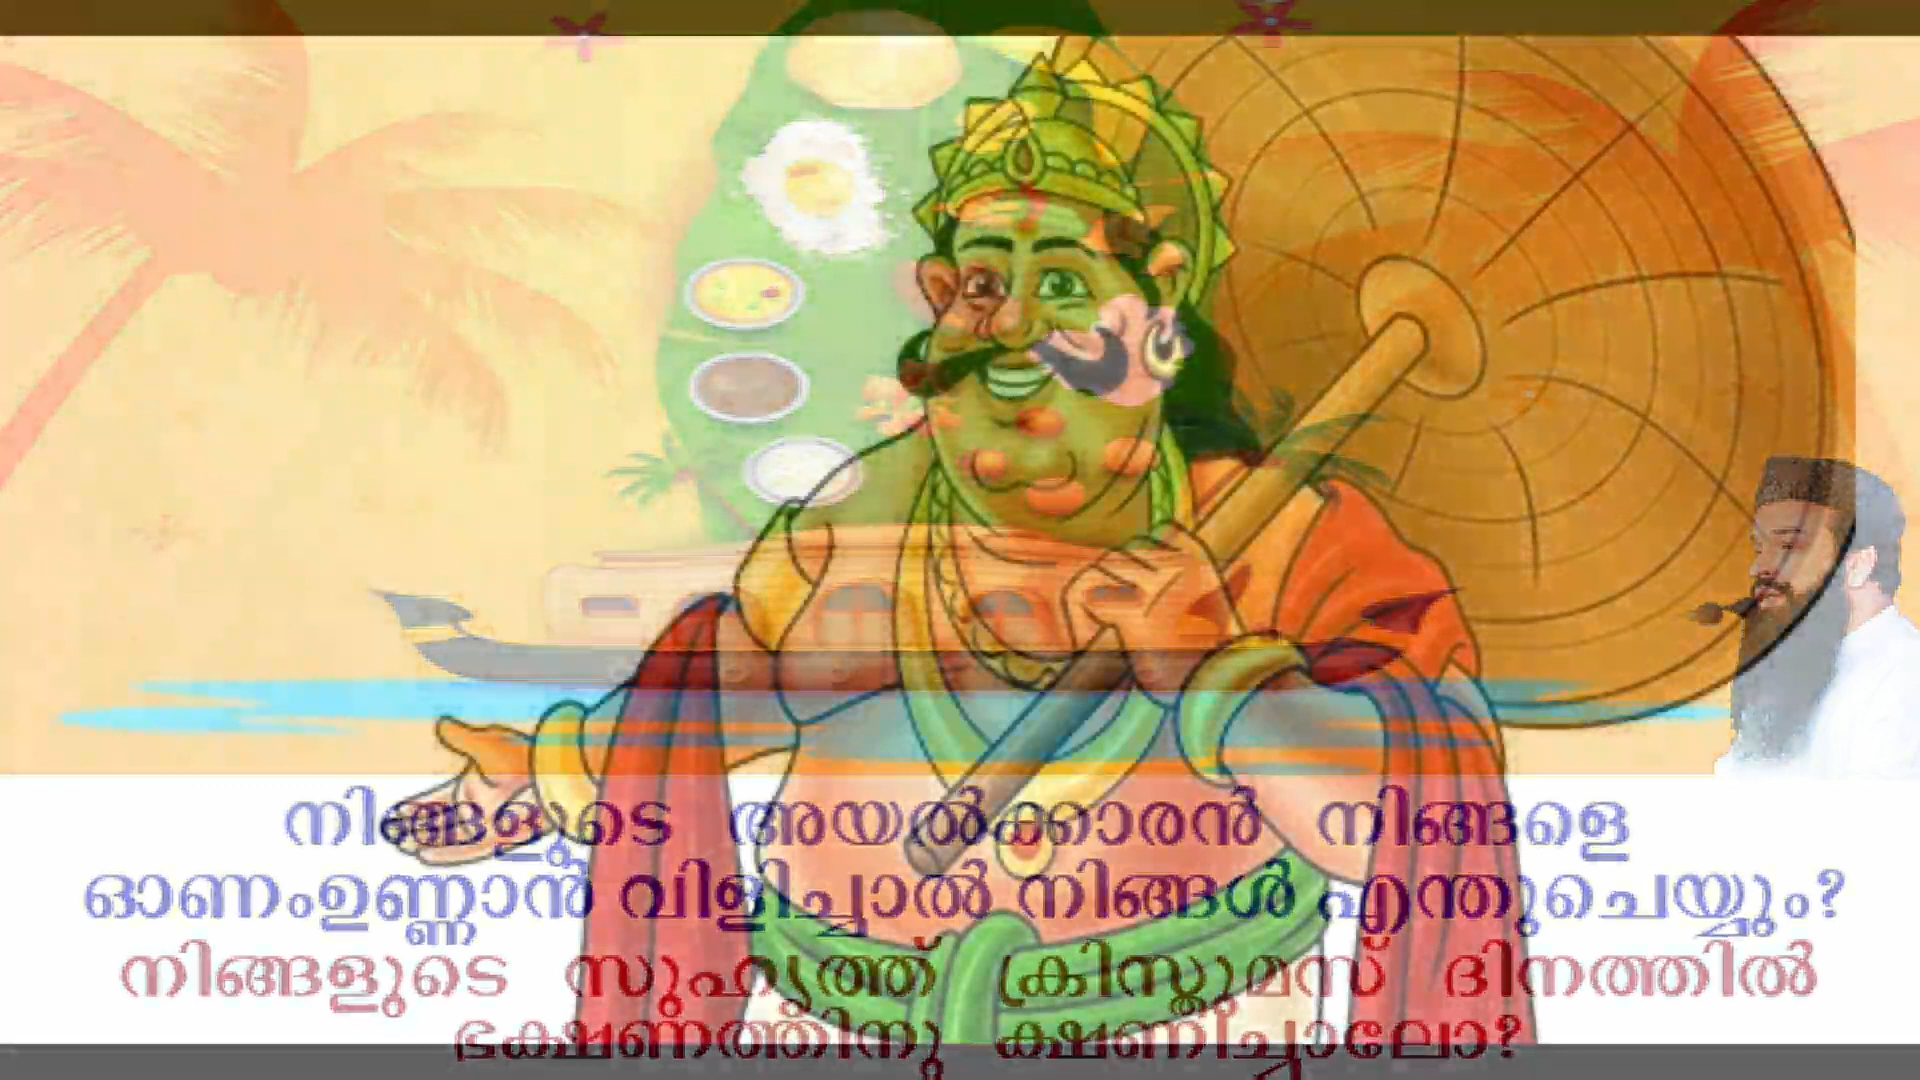 നിങ്ങളുടെ അയൽക്കാരൻ നിങ്ങളെ
ഓണംഉണ്ണാൻ വിളിച്ചാൽ നിങ്ങൾ എന്തുചെയ്യും?
നിങ്ങളുടെ സുഹൃത്ത് ക്രിസ്തുമസ് ദിനത്തിൽ
ഭക്ഷണത്തിനു ക്ഷണിച്ചാലോ?